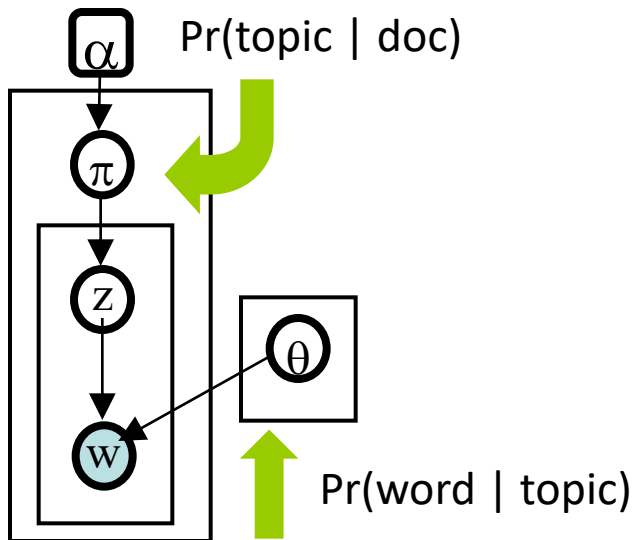 α
Pr(topic | doc)
π
z
θ
w
Pr(word | topic)